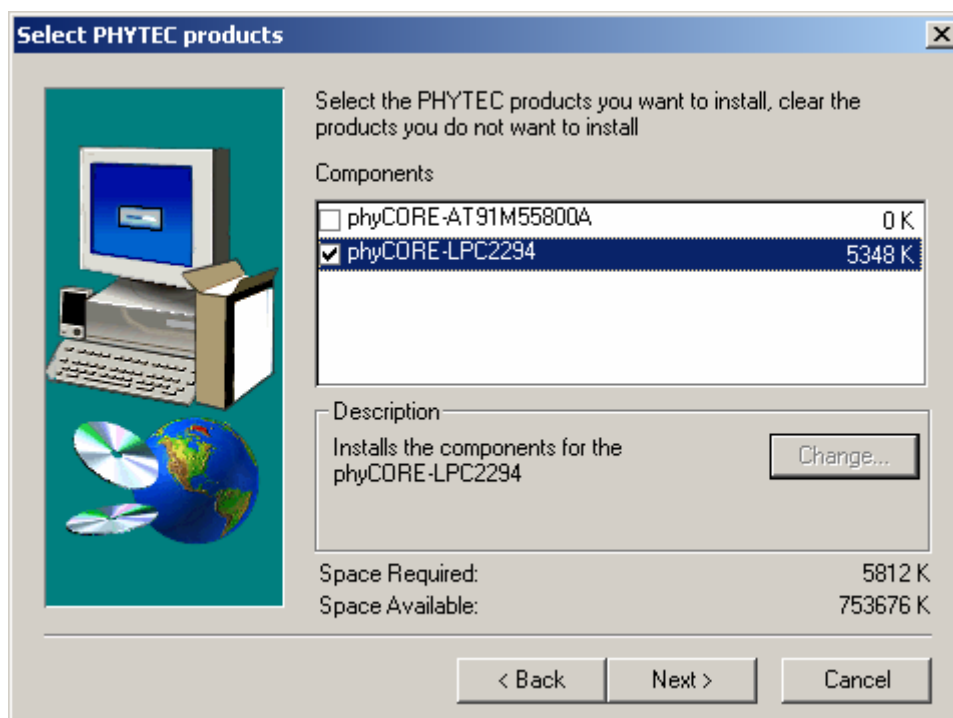 Select PHYTEC products
Select the PHYTEC products you want to install, clear the
products you do not want to install
Components
phyCORE-AT91M55800A 0 K
phyCORE-LPC2294 5348 K
Description
Installs the components for the
phyCORE-LPC2294
Change...
Space Required: 5812 K
Space Available: 753676 K
< Back Next > Cancel